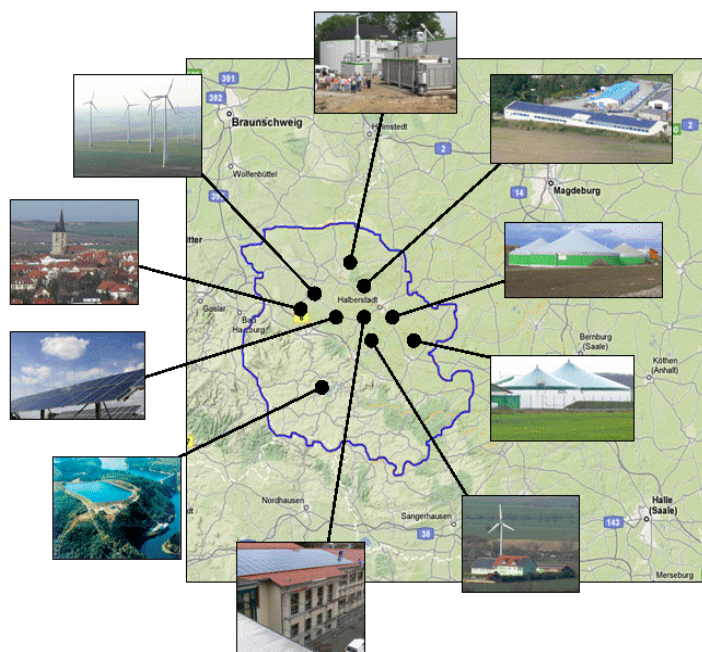 391
392
Braunschweig
Helmstedt
2
2
Wolfenbüttel
14
Magdeburg
Goslar
Bad
Harzburg
Halberstadt
Bernburg
(Saale)
Köthen
(Anhalt)
Nordhausen
Sangerhausen
38
Halle
(Saale)
143
Merseburg